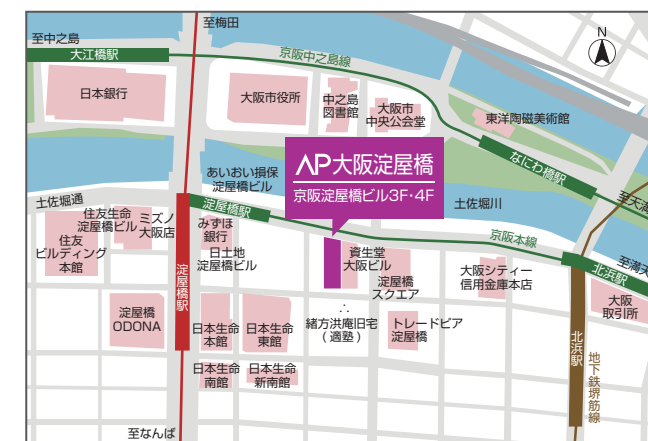 至中之島
至梅田
N
大江橋駅
京阪中之島線
日本銀行
大阪市役所
中之島
図書館
大阪市
中央公会堂
東洋陶磁美術館
AP大阪淀屋橋
京阪淀屋橋ビル3F・4F
なにわ橋駅
あいおい損保
淀屋橋ビル
土佐堀通
淀屋橋駅
土佐堀川
至天満
住友生命
淀屋橋ビル
ミズノ
大阪店
みずほ
銀行
京阪本線
住友
ビルディング
本館
淀屋橋駅
日土地
淀屋橋ビル
資生堂
大阪ビル
淀屋橋
スクエア
大阪シティー
信用金庫本店
北浜駅
至満天
大阪
取引所
淀屋橋
ODONA
日本生命
本館
日本生命
東館
∴
緒方洪庵旧宅
(適塾)
トレードピア
淀屋橋
北浜駅
地下鉄堺筋線
日本生命
南館
日本生命
新南館
至なんば